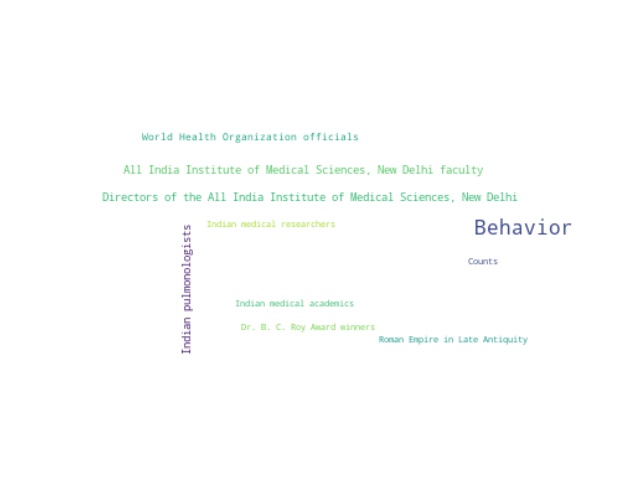 World Health Organization officials
All India Institute of Medical Sciences, New Delhi faculty
Directors of the All India Institute of Medical Sciences, New Delhi
Indian medical researchers
Behavior
Indian pulmonologists
Counts
Indian medical academics
Dr. B. C. Roy Award winners
Roman Empire in Late Antiquity